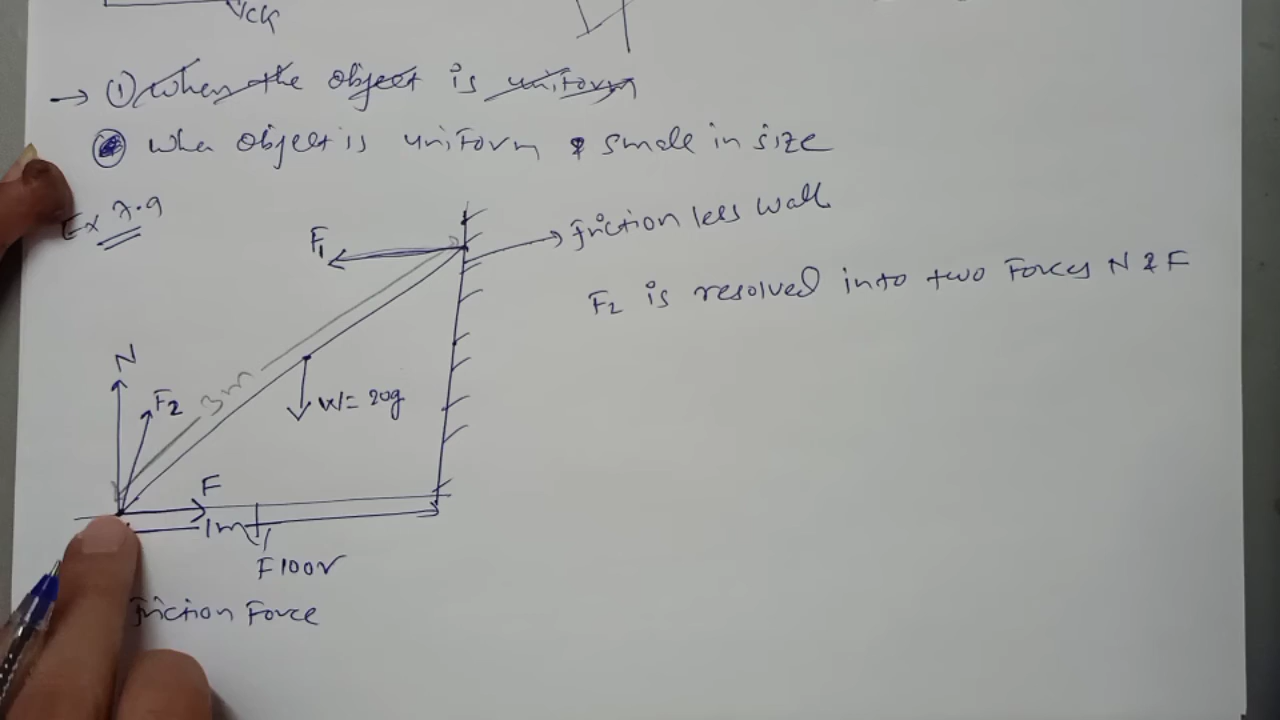 → ① When the object is uniform
When object is uniform & small in size
Ex 7.9
F₁
→ friction less wall
F₂ is resolved into two Forces N & F
N
F₂
3m
W = 20g
F
1m
Floor
friction Force